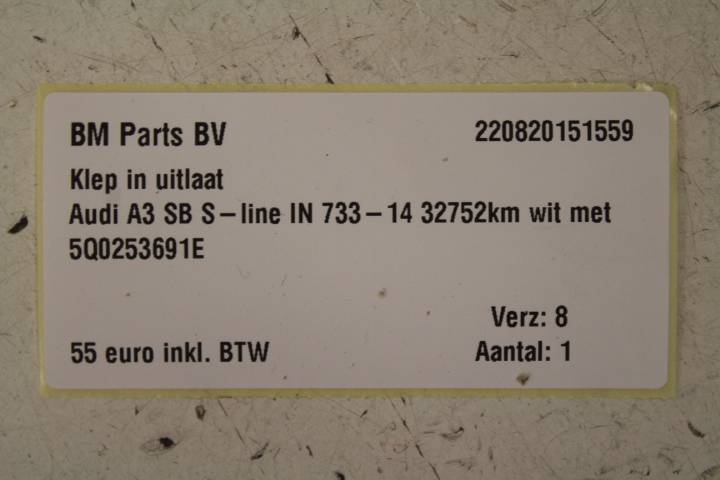 BM Parts BV 220820151559
Klep in uitlaat
Audi A3 SB S-line IN 733-14 32752km wit met
5Q0253691E
Verz: 8
55 euro inkl. BTW Aantal: 1